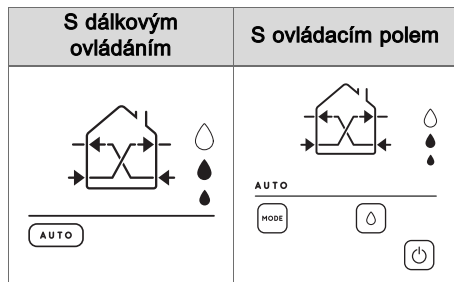 S dálkovým
ovládáním
S ovládacím polem
AUTO
AUTO
MODE